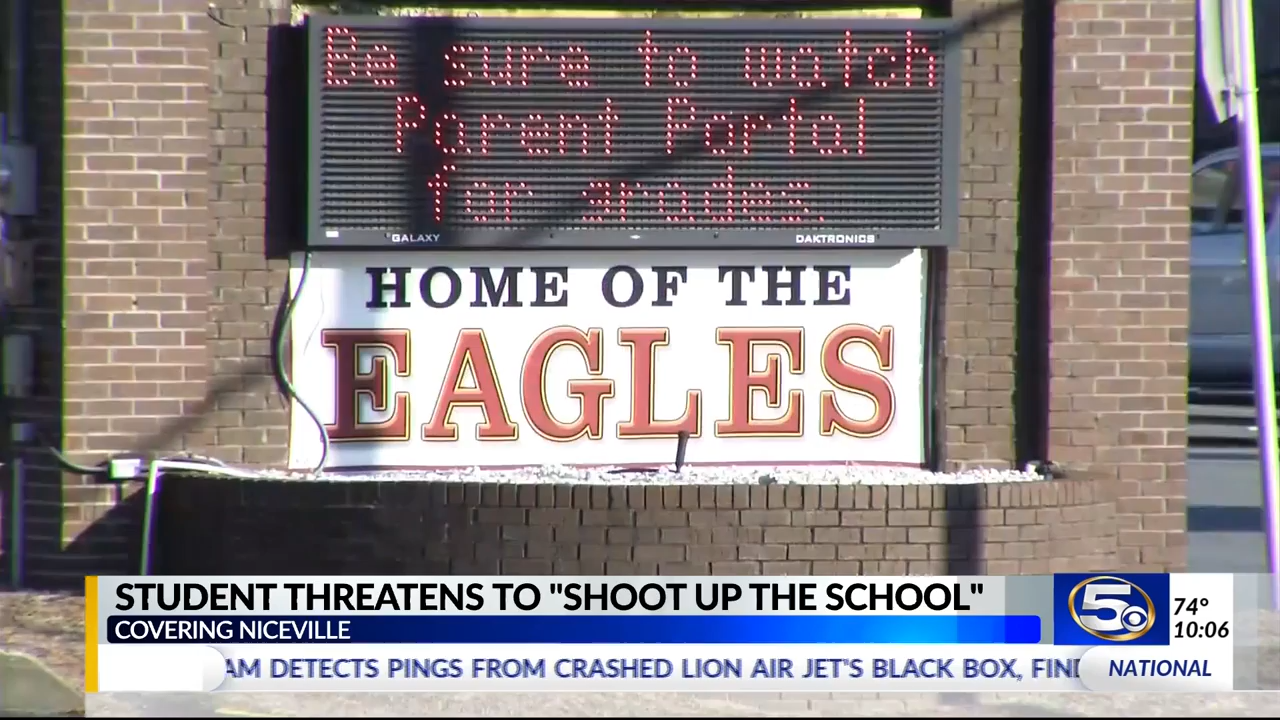 Be sure to watch
Parent Portal
for grades.
GALAXY DAKTRONICS
HOME OF THE
EAGLES
STUDENT THREATENS TO "SHOOT UP THE SCHOOL"
COVERING NICEVILLE
5
74°
10:06
AM DETECTS PINGS FROM CRASHED LION AIR JET'S BLACK BOX, FIND
NATIONAL